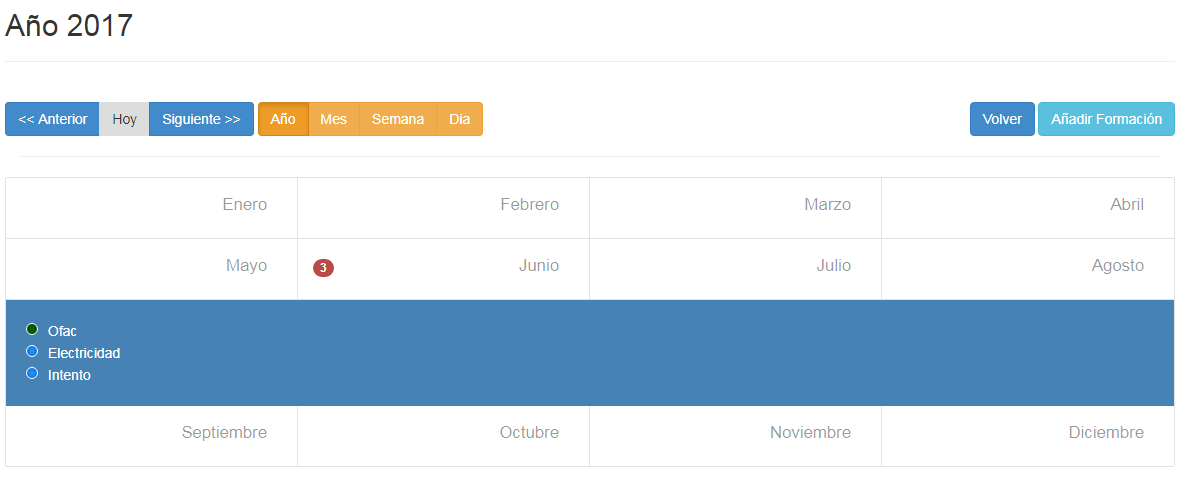 Año 2017
<< Anterior Hoy Siguiente >> Año Mes Semana Dia Volver Añadir Formación
Enero Febrero Marzo Abril
Mayo 3 Junio Julio Agosto
Ofac
Electricidad
Intento
Septiembre Octubre Noviembre Diciembre